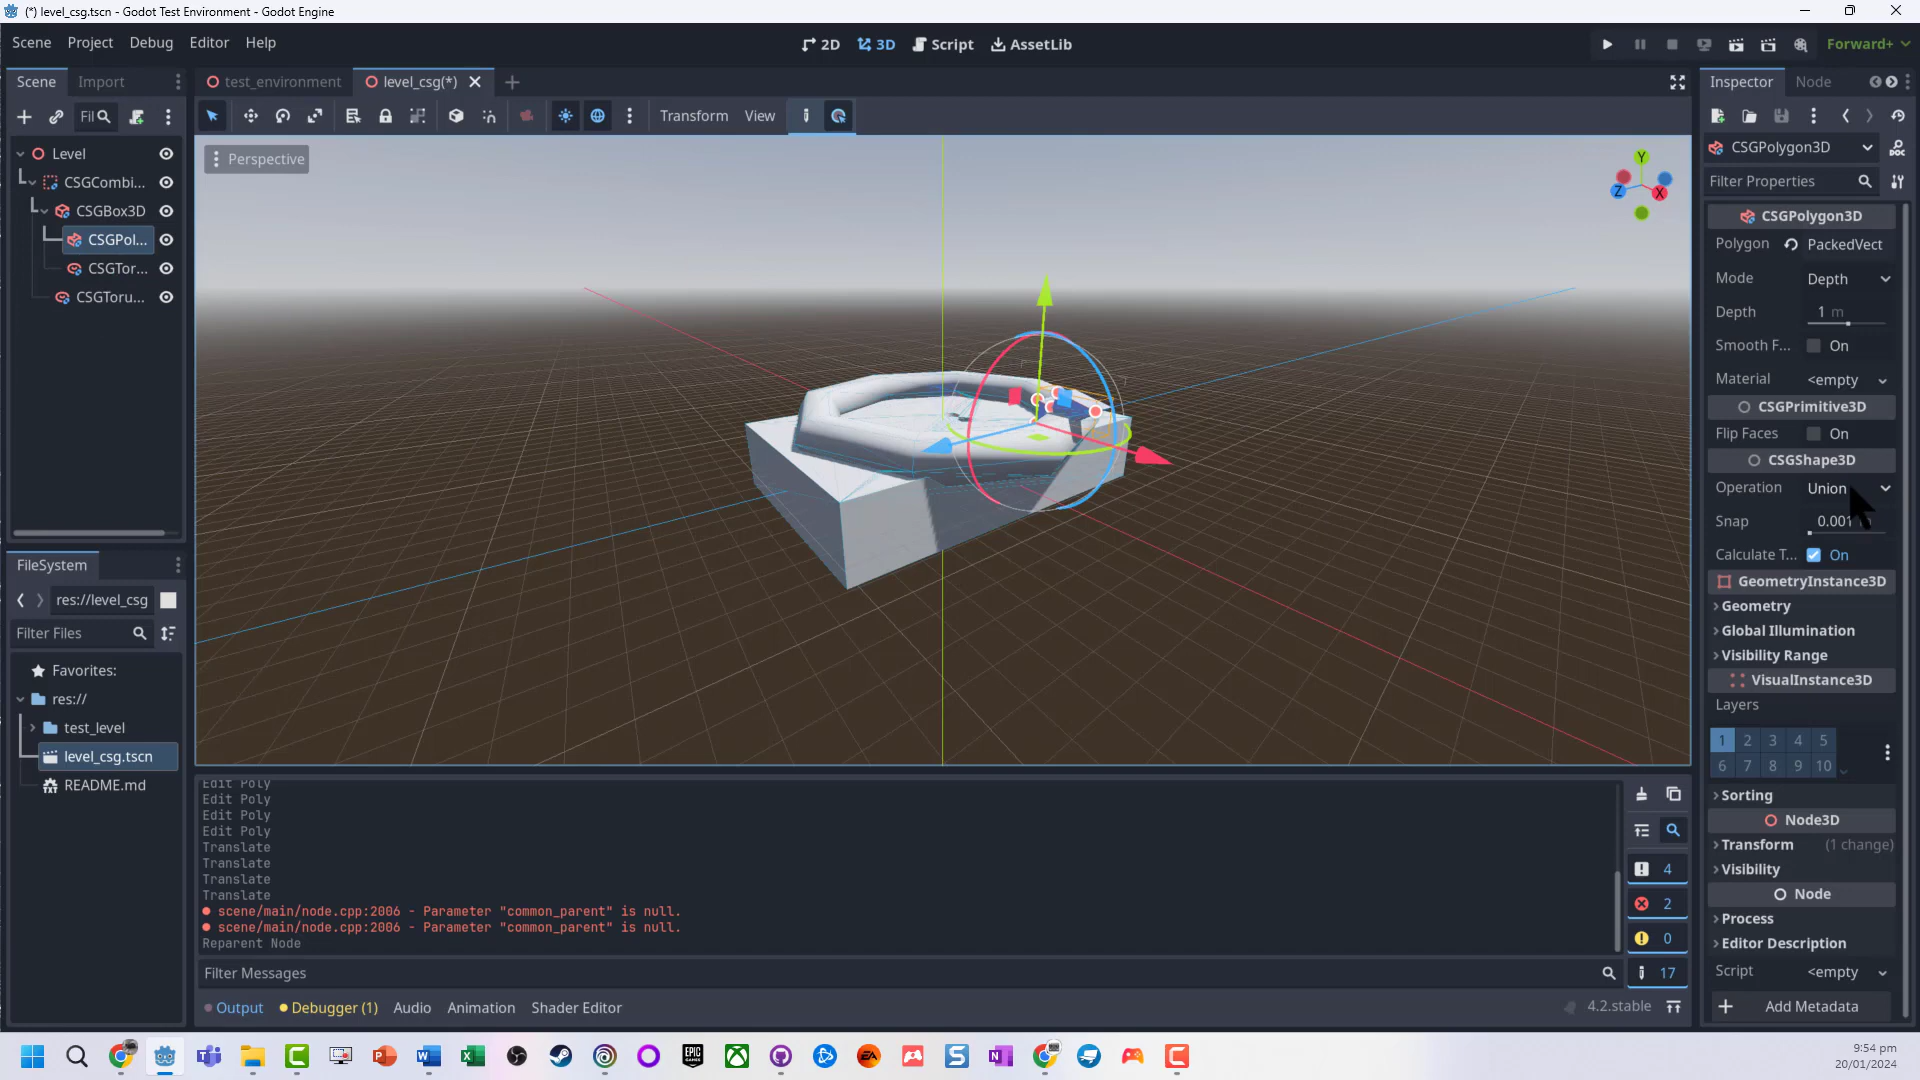 (*) level_csg.tscn - Godot Test Environment - Godot Engine
Scene Project Debug Editor Help
2D 3D Script AssetLib
Forward+
Scene Import
test_environment level_csg(*)
Inspector Node
Fil
Transform View
CSGPolygon3D
Filter Properties
Level
CSGCombi...
CSGBox3D
CSGPol...
CSGTor...
CSGToru...
Perspective
Y
Z
X
CSGPolygon3D
Polygon PackedVect
Mode Depth
Depth 1 m
Smooth F... On
Material <empty
CSGPrimitive3D
Flip Faces On
CSGShape3D
Operation Union
Snap 0.001
Calculate T... On
GeometryInstance3D
Geometry
Global Illumination
Visibility Range
VisualInstance3D
Layers
1 2 3 4 5
6 7 8 9 10
Sorting
Node3D
Transform (1 change)
Visibility
Node
Process
Editor Description
Script <empty
Add Metadata
FileSystem
res://level_csg
Filter Files
Favorites:
res://
test_level
level_csg.tscn
README.md
Edit Poly
Edit Poly
Edit Poly
Edit Poly
Translate
Translate
Translate
Translate
scene/main/node.cpp:2006 - Parameter "common_parent" is null.
scene/main/node.cpp:2006 - Parameter "common_parent" is null.
Reparent Node
4
2
0
17
Filter Messages
Output Debugger (1) Audio Animation Shader Editor
4.2.stable
9:54 pm
20/01/2024